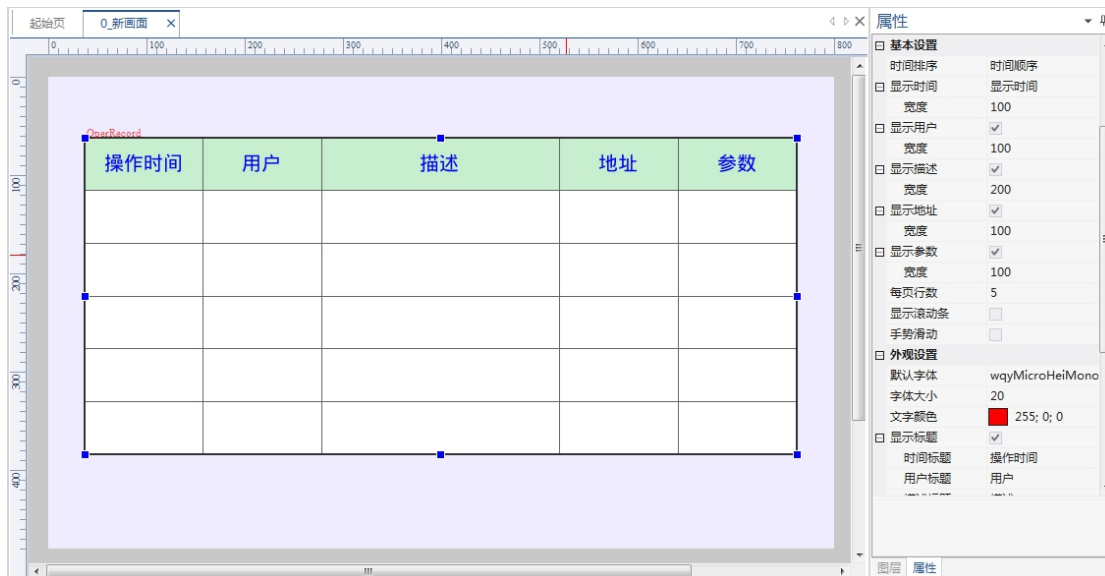 起始页
0_新画面
0 100 200 300 400 500 600 700 800
0
100
200
300
400
OperRecord
操作时间 用户 描述 地址 参数
属性
基本设置
时间排序 时间顺序
显示时间 显示时间
宽度 100
显示用户
宽度 100
显示描述
宽度 200
显示地址
宽度 100
显示参数
宽度 100
每页行数 5
显示滚动条
手势滑动
外观设置
默认字体 wqyMicroHeiMono
字体大小 20
文字颜色 255; 0; 0
显示标题
时间标题 操作时间
用户标题 用户
图层 属性